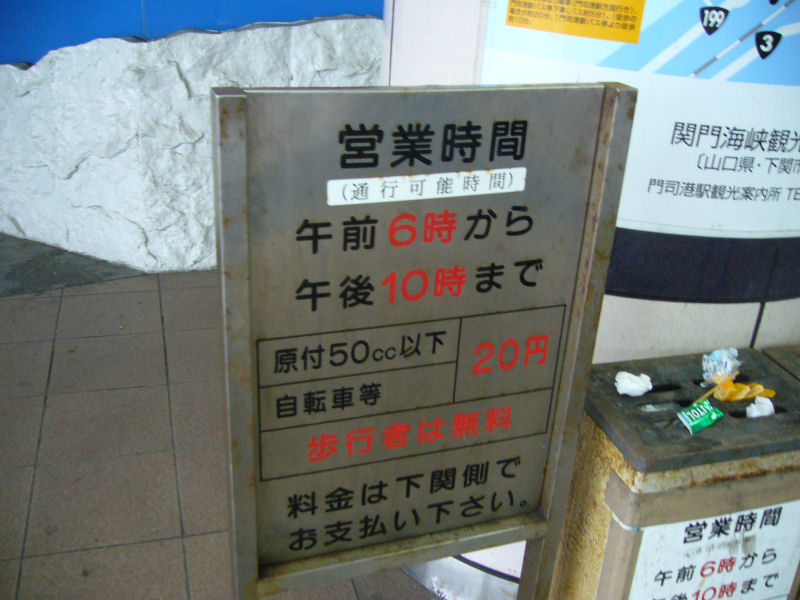 営業時間
(通行可能時間)
午前6時から
午後10時まで
原付50cc以下
20円
自転車等
歩行者は無料
料金は下関側で
お支払い下さい。
199
3
関門海峡観光
(山口県・下関市
門司港駅観光案内所 TE
営業時間
午前6時から
午後10時まで